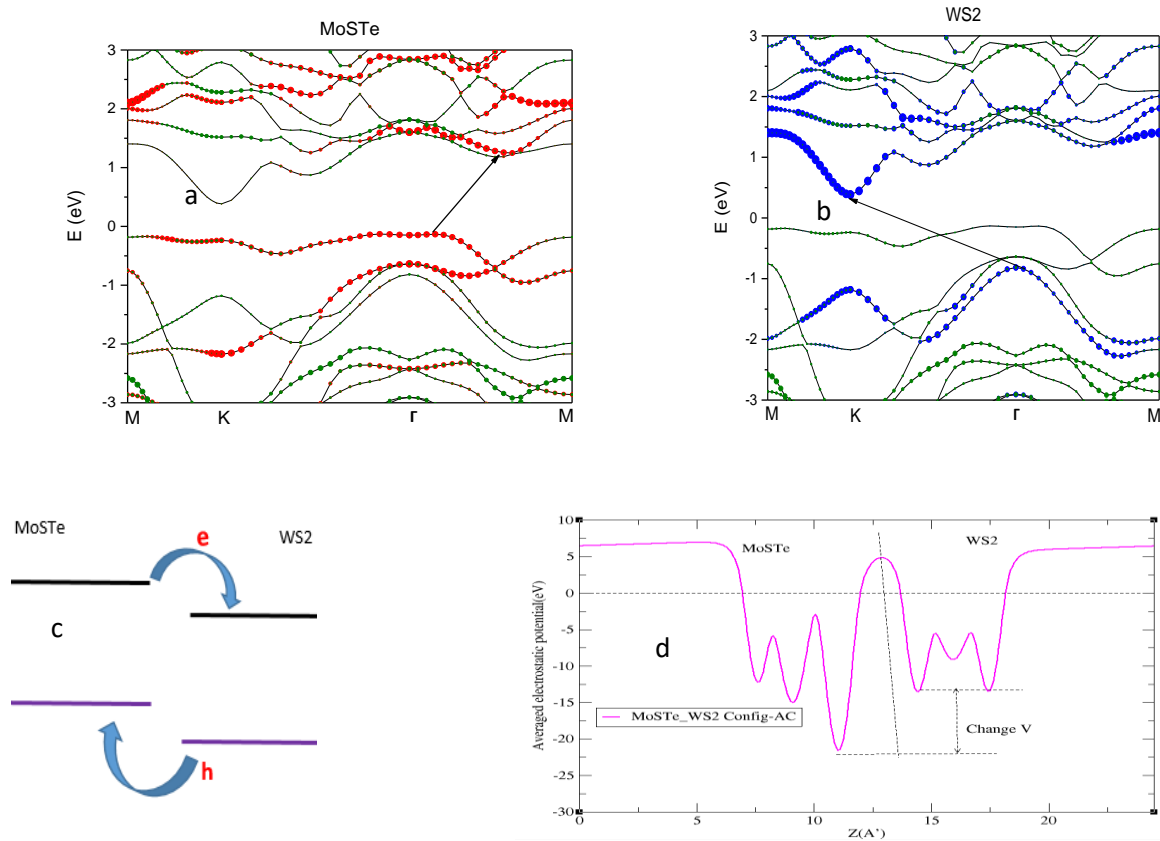 MoSTe
3
2
1
0
-1
-2
-3
E (eV)
a
M K Γ M
WS2
3
2
1
0
-1
-2
-3
E (eV)
b
M K Γ M
MoSTe
e
WS2
c
h
10
5
0
-5
-10
-15
-20
-25
-30
Averaged electrostatic potential(eV)
MoSTe
WS2
d
MoSTe_WS2 Config-AC
Change V
0 5 10 15 20
Z(A')